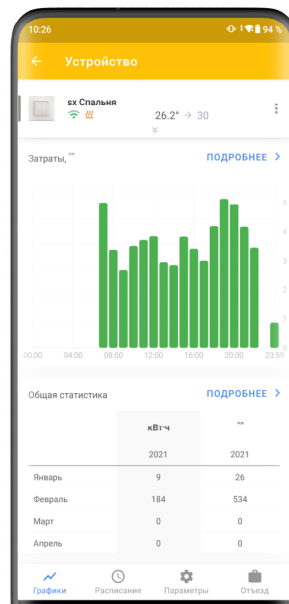 10:26 94 %
Устройство
sx Спальня
26.2° → 30
Затраты, ПОДРОБНЕЕ >
5
4
3
2
1
0
00:00 04:00 08:00 12:00 16:00 20:00 23:59
Общая статистика ПОДРОБНЕЕ >
кВт·ч
2021 2021
Январь 9 26
Февраль 184 534
Март 0 0
Апрель 0 0
Графики Расписание Параметры Отъезд